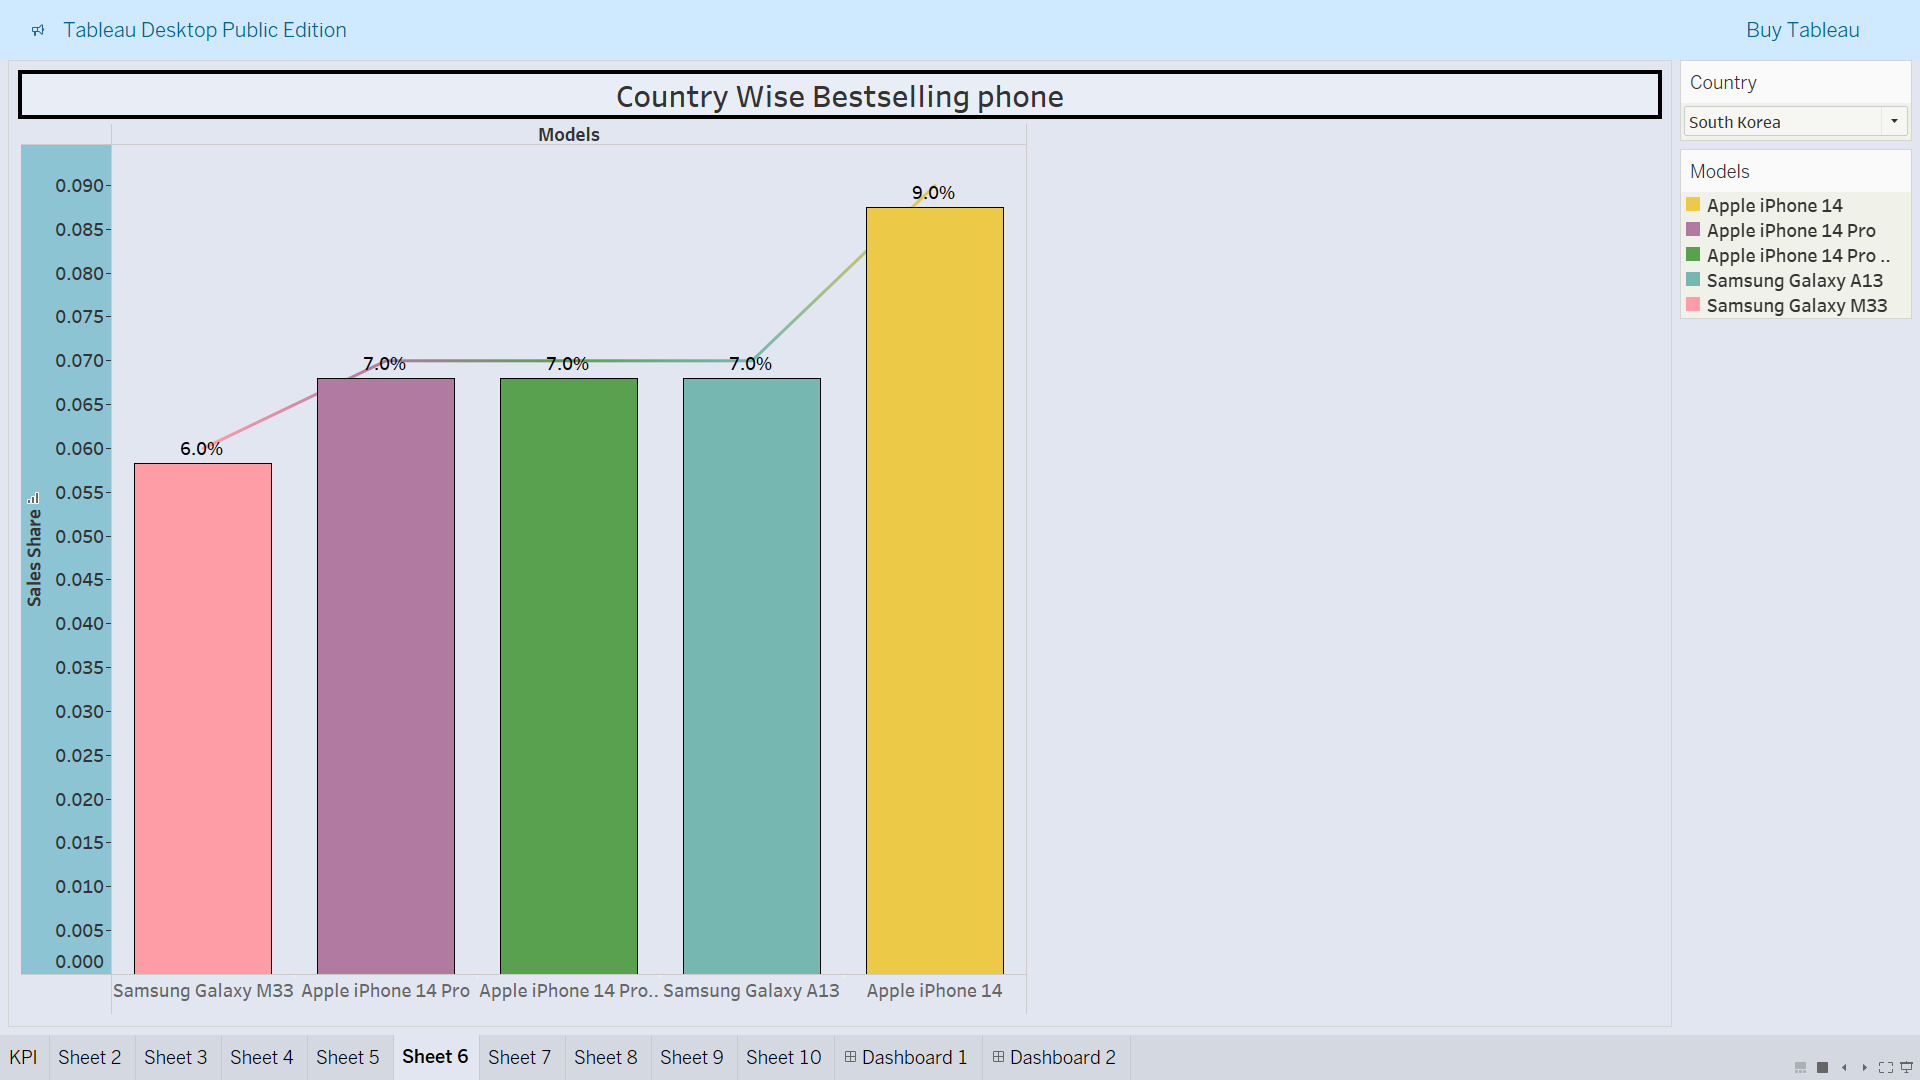 Tableau Desktop Public Edition
Buy Tableau
Country Wise Bestselling phone
Models
Sales Share
0.090
0.085
0.080
0.075
0.070
0.065
0.060
0.055
0.050
0.045
0.040
0.035
0.030
0.025
0.020
0.015
0.010
0.005
0.000
6.0%
7.0%
7.0%
7.0%
9.0%
Samsung Galaxy M33
Apple iPhone 14 Pro
Apple iPhone 14 Pro..
Samsung Galaxy A13
Apple iPhone 14
Country
South Korea
Models
Apple iPhone 14
Apple iPhone 14 Pro
Apple iPhone 14 Pro ..
Samsung Galaxy A13
Samsung Galaxy M33
KPI
Sheet 2
Sheet 3
Sheet 4
Sheet 5
Sheet 6
Sheet 7
Sheet 8
Sheet 9
Sheet 10
Dashboard 1
Dashboard 2